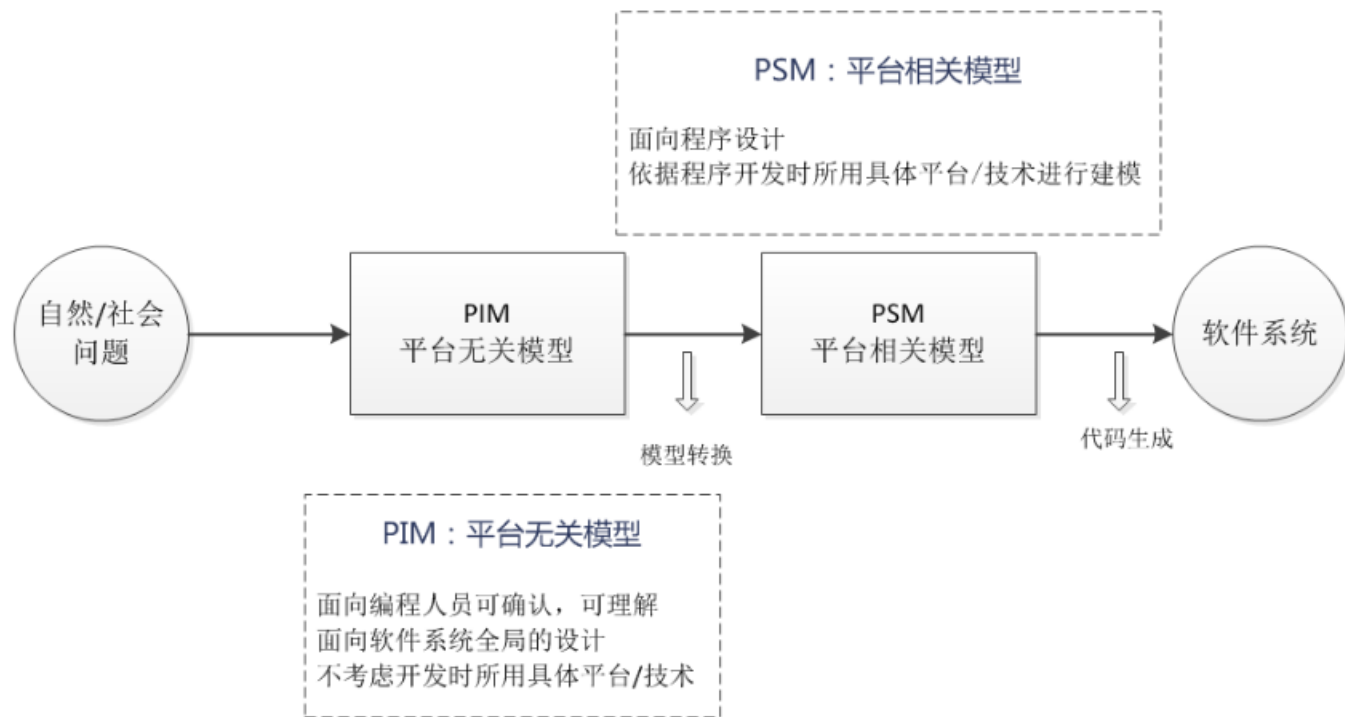 PSM：平台相关模型
面向程序设计
依据程序开发时所用具体平台/技术进行建模
自然/社会
问题
PIM
平台无关模型
PSM
平台相关模型
软件系统
模型转换
代码生成
PIM：平台无关模型
面向编程人员可确认，可理解
面向软件系统全局的设计
不考虑开发时所用具体平台/技术